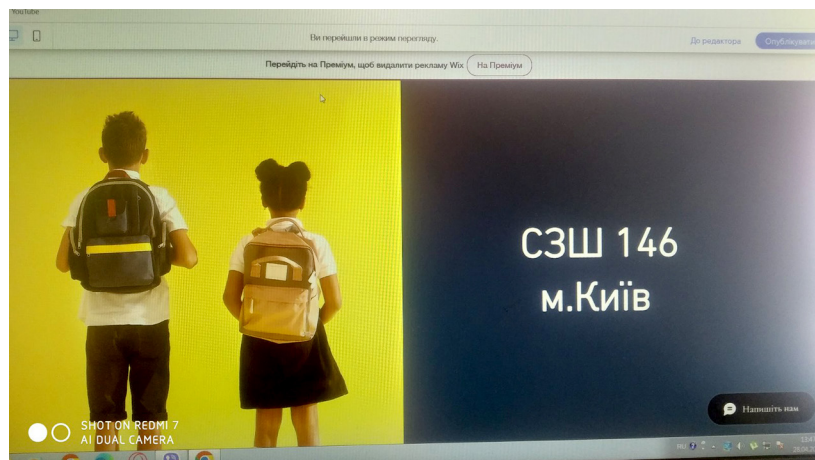 YouTube
Ви перейшли в режим перегляду.
До редактора
Опублікувати
Перейдіть на Преміум, щоб видалити рекламу Wix
На Преміум
СЗШ 146
м.Київ
Напишіть нам
SHOT ON REDMI 7
AI DUAL CAMERA
RU